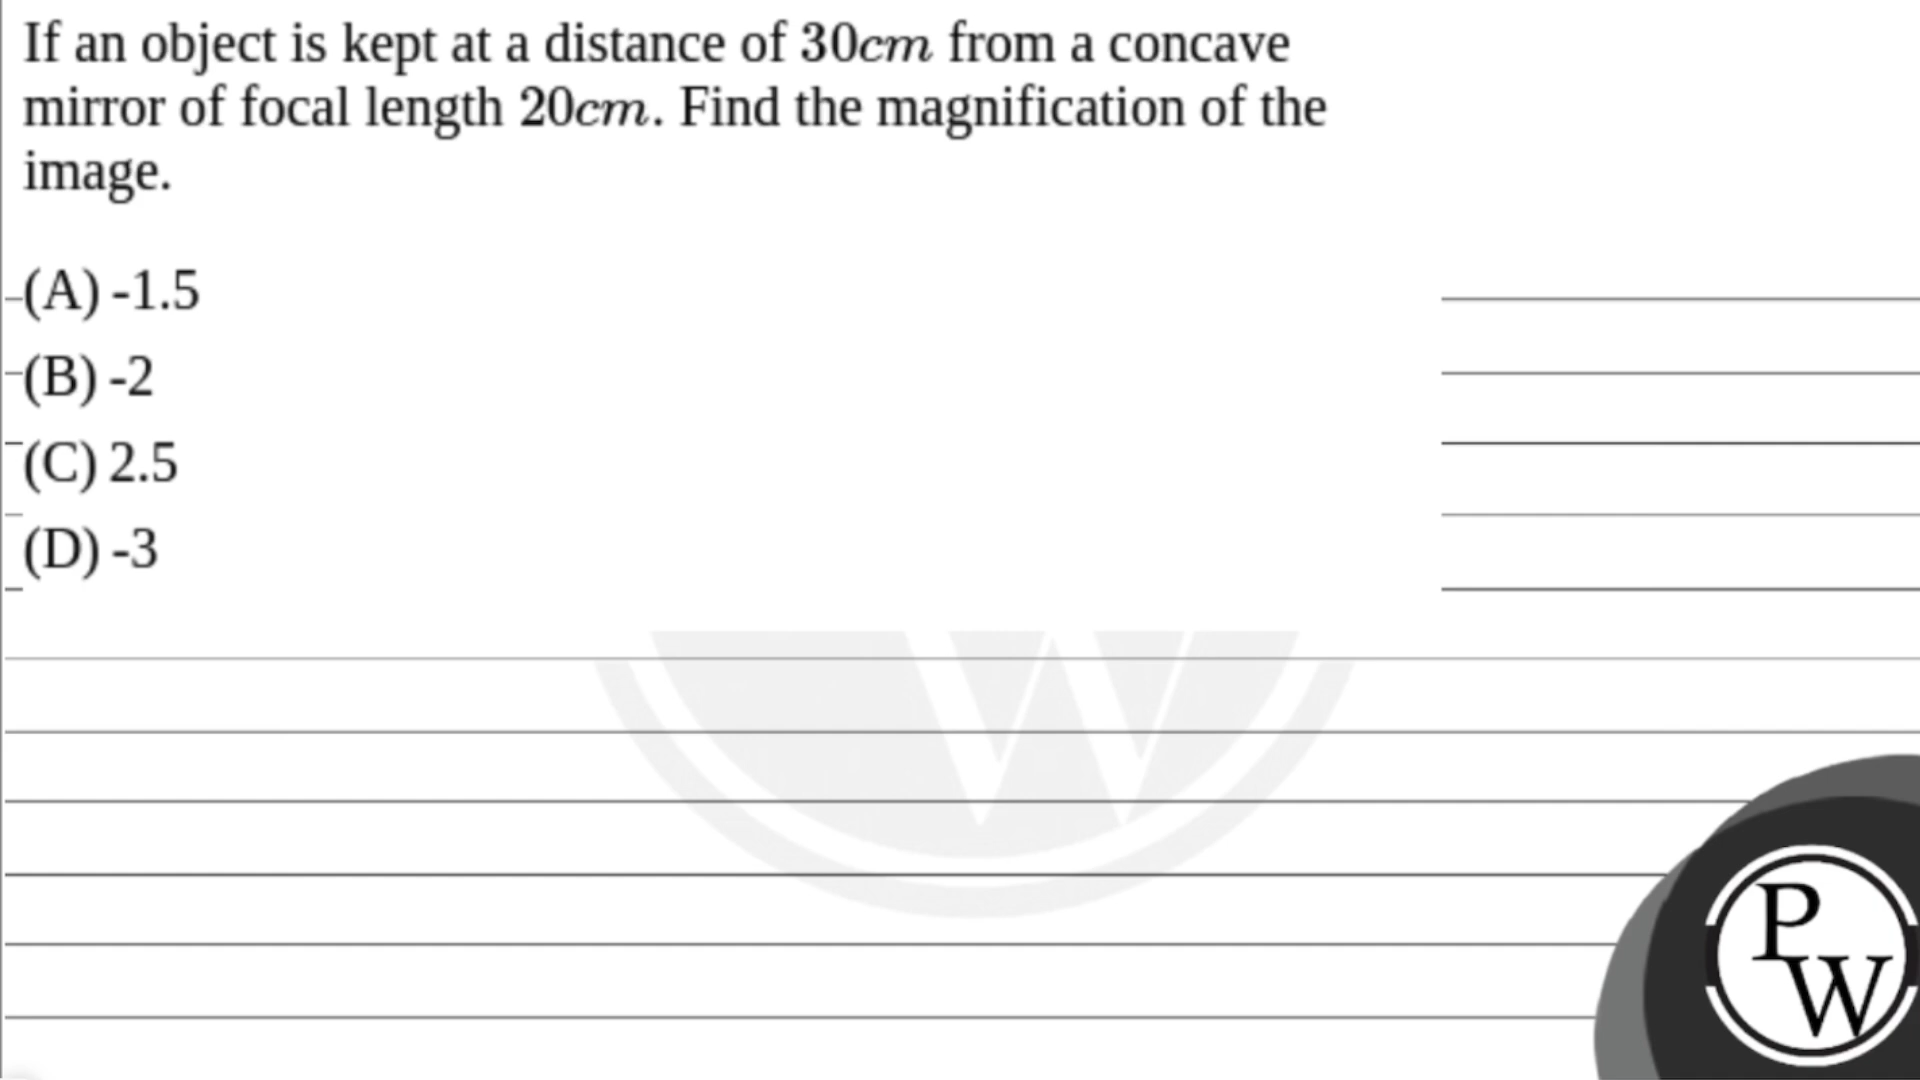 If an object is kept at a distance of 30cm from a concave
mirror of focal length 20cm. Find the magnification of the
image.
(A) -1.5
(B) -2
(C) 2.5
(D) -3
W
P
W